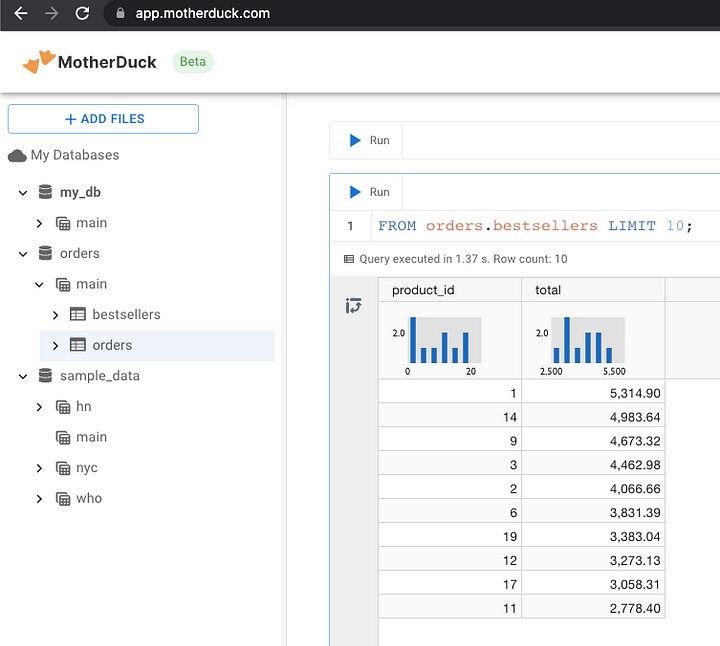 app.motherduck.com
MotherDuck Beta
+ ADD FILES
My Databases
my_db
main
orders
main
bestsellers
orders
sample_data
hn
main
nyc
who
Run
Run
1 FROM orders.bestsellers LIMIT 10;
Query executed in 1.37 s. Row count: 10
product_id total
2.0 2.0
0 20 2,500 5,500
1 5,314.90
14 4,983.64
9 4,673.32
3 4,462.98
2 4,066.66
6 3,831.39
19 3,383.04
12 3,273.13
17 3,058.31
11 2,778.40